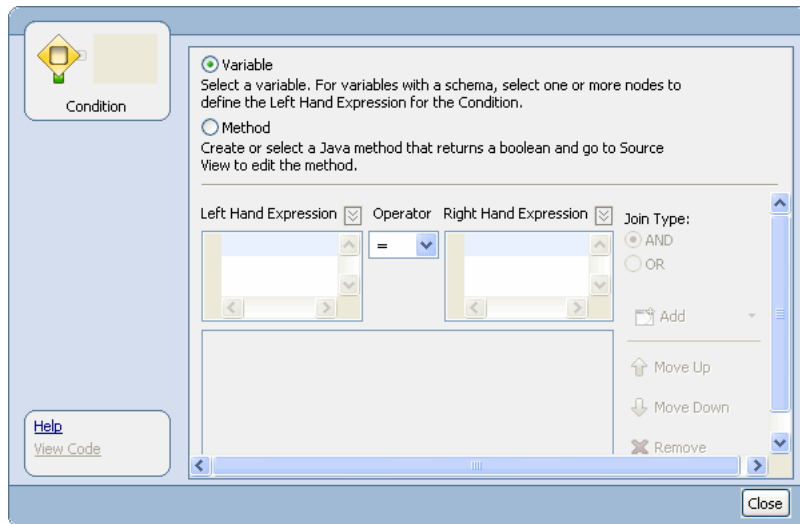 Condition
Variable
Select a variable. For variables with a schema, select one or more nodes to
define the Left Hand Expression for the Condition.
Method
Create or select a Java method that returns a boolean and go to Source
View to edit the method.
Left Hand Expression Operator Right Hand Expression Join Type:
=
AND
OR
Add
Move Up
Move Down
Remove
Help
View Code
Close